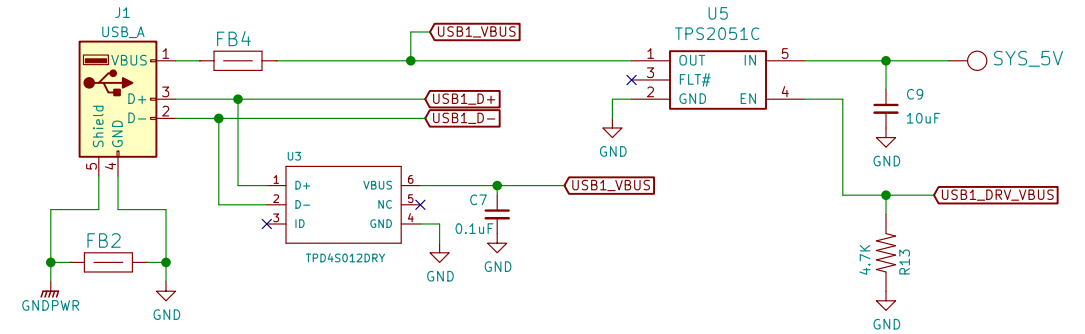 J1
USB_A
VBUS
D+
D-
Shield
GND
1
3
2
5
4
FB4
USB1_VBUS
USB1_D+
USB1_D-
U5
TPS2051C
1
OUT
3
FLT#
2
GND
IN
5
EN
4
SYS_5V
C9
10uF
GND
GND
U3
1
D+
2
D-
3
ID
VBUS
6
NC
5
GND
4
TPD4S012DRY
USB1_VBUS
C7
0.1uF
GND
GND
USB1_DRV_VBUS
4.7K
R13
GND
FB2
GNDPWR
GND